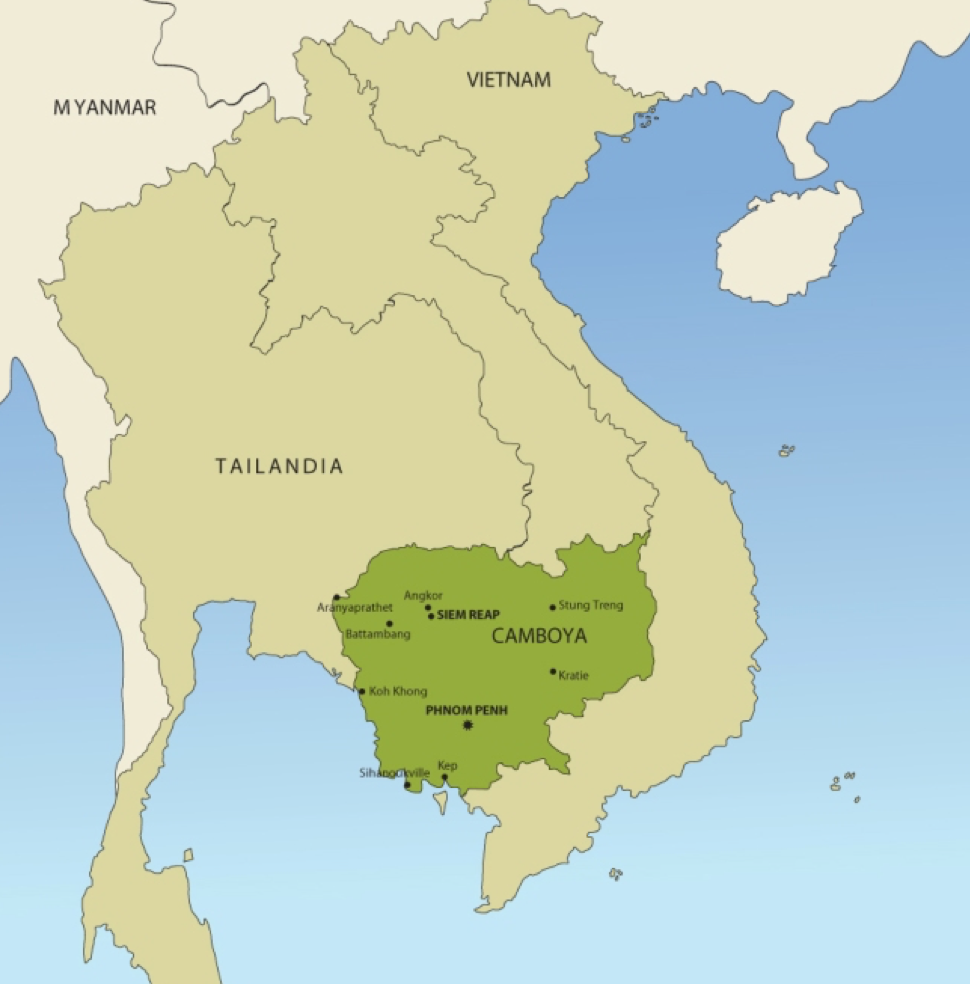 VIETNAM
MYANMAR
TAILANDIA
Angkor
Aranyaprathet
Stung Treng
SIEM REAP
Battambang
CAMBOYA
Kratie
Koh Khong
PHNOM PENH
Kep
Sihanoukville